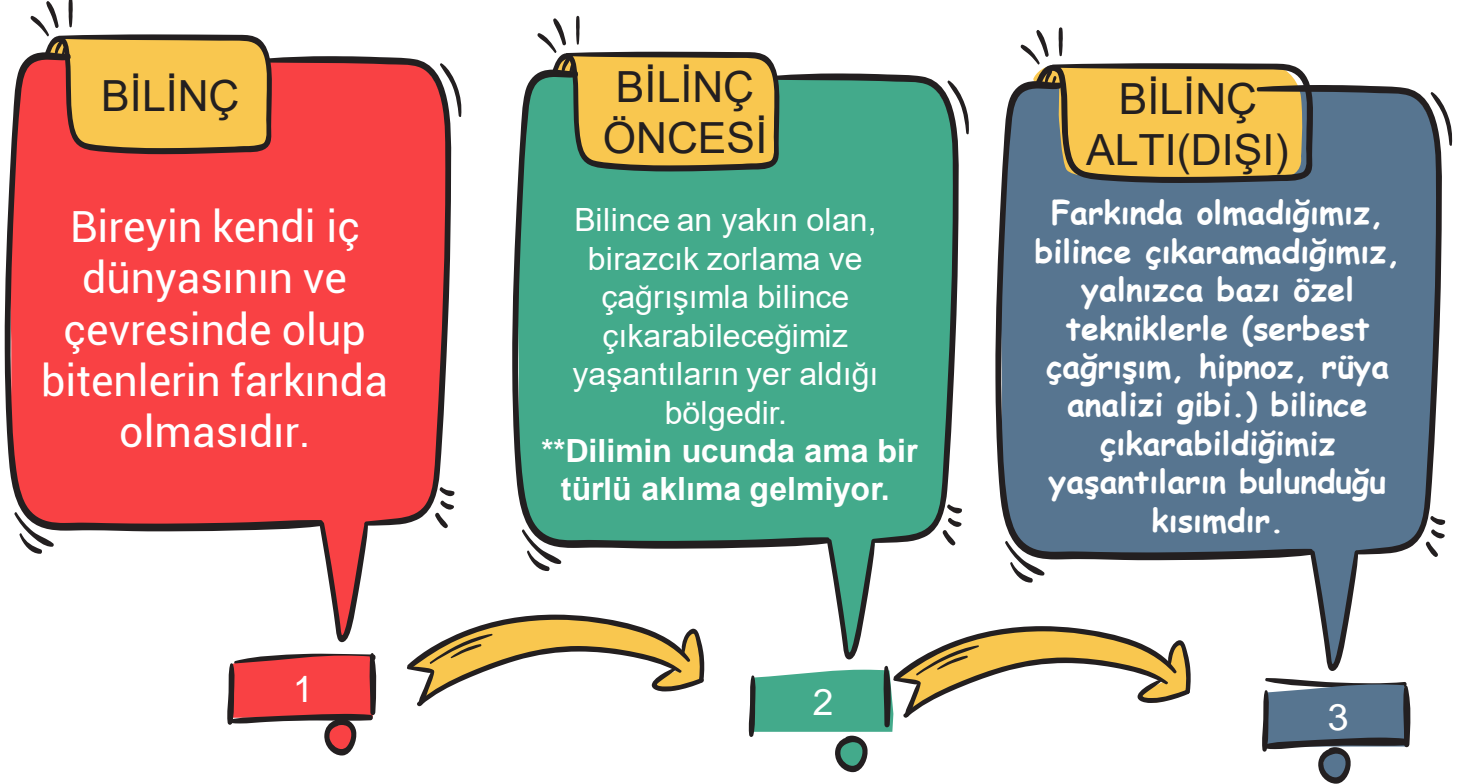 BİLİNÇ
Bireyin kendi iç
dünyasının ve
çevresinde olup
bitenlerin farkında
olmasıdır.
1
BİLİNÇ
ÖNCESİ
Bilince an yakın olan,
birazcık zorlama ve
çağrışımla bilince
çıkarabileceğimiz
yaşantıların yer aldığı
bölgedir.
**Dilimin ucunda ama bir
türlü aklıma gelmiyor.
2
BİLİNÇ
ALTI(DIŞI)
Farkında olmadığımız,
bilince çıkaramadığımız,
yalnızca bazı özel
tekniklerle (serbest
çağrışım, hipnoz, rüya
analizi gibi.) bilince
çıkarabildiğimiz
yaşantıların bulunduğu
kısımdır.
3